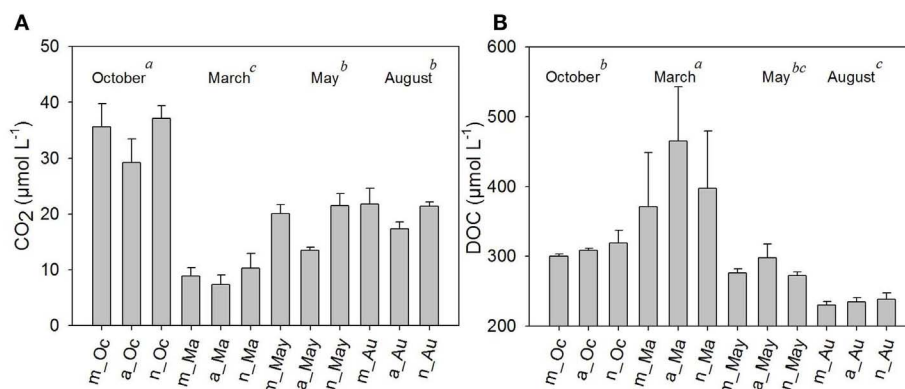 A
CO2 (µmol L-1)
50
40
30
20
10
0
October a
March c
May b
August b
m_Oc
a_Oc
n_Oc
m_Ma
a_Ma
n_Ma
m_May
a_May
n_May
m_Au
a_Au
n_Au
B
DOC (µmol L-1)
600
500
400
300
200
October b
March a
May bc
August c
m_Oc
a_Oc
n_Oc
m_Ma
a_Ma
n_Ma
m_May
a_May
n_May
m_Au
a_Au
n_Au